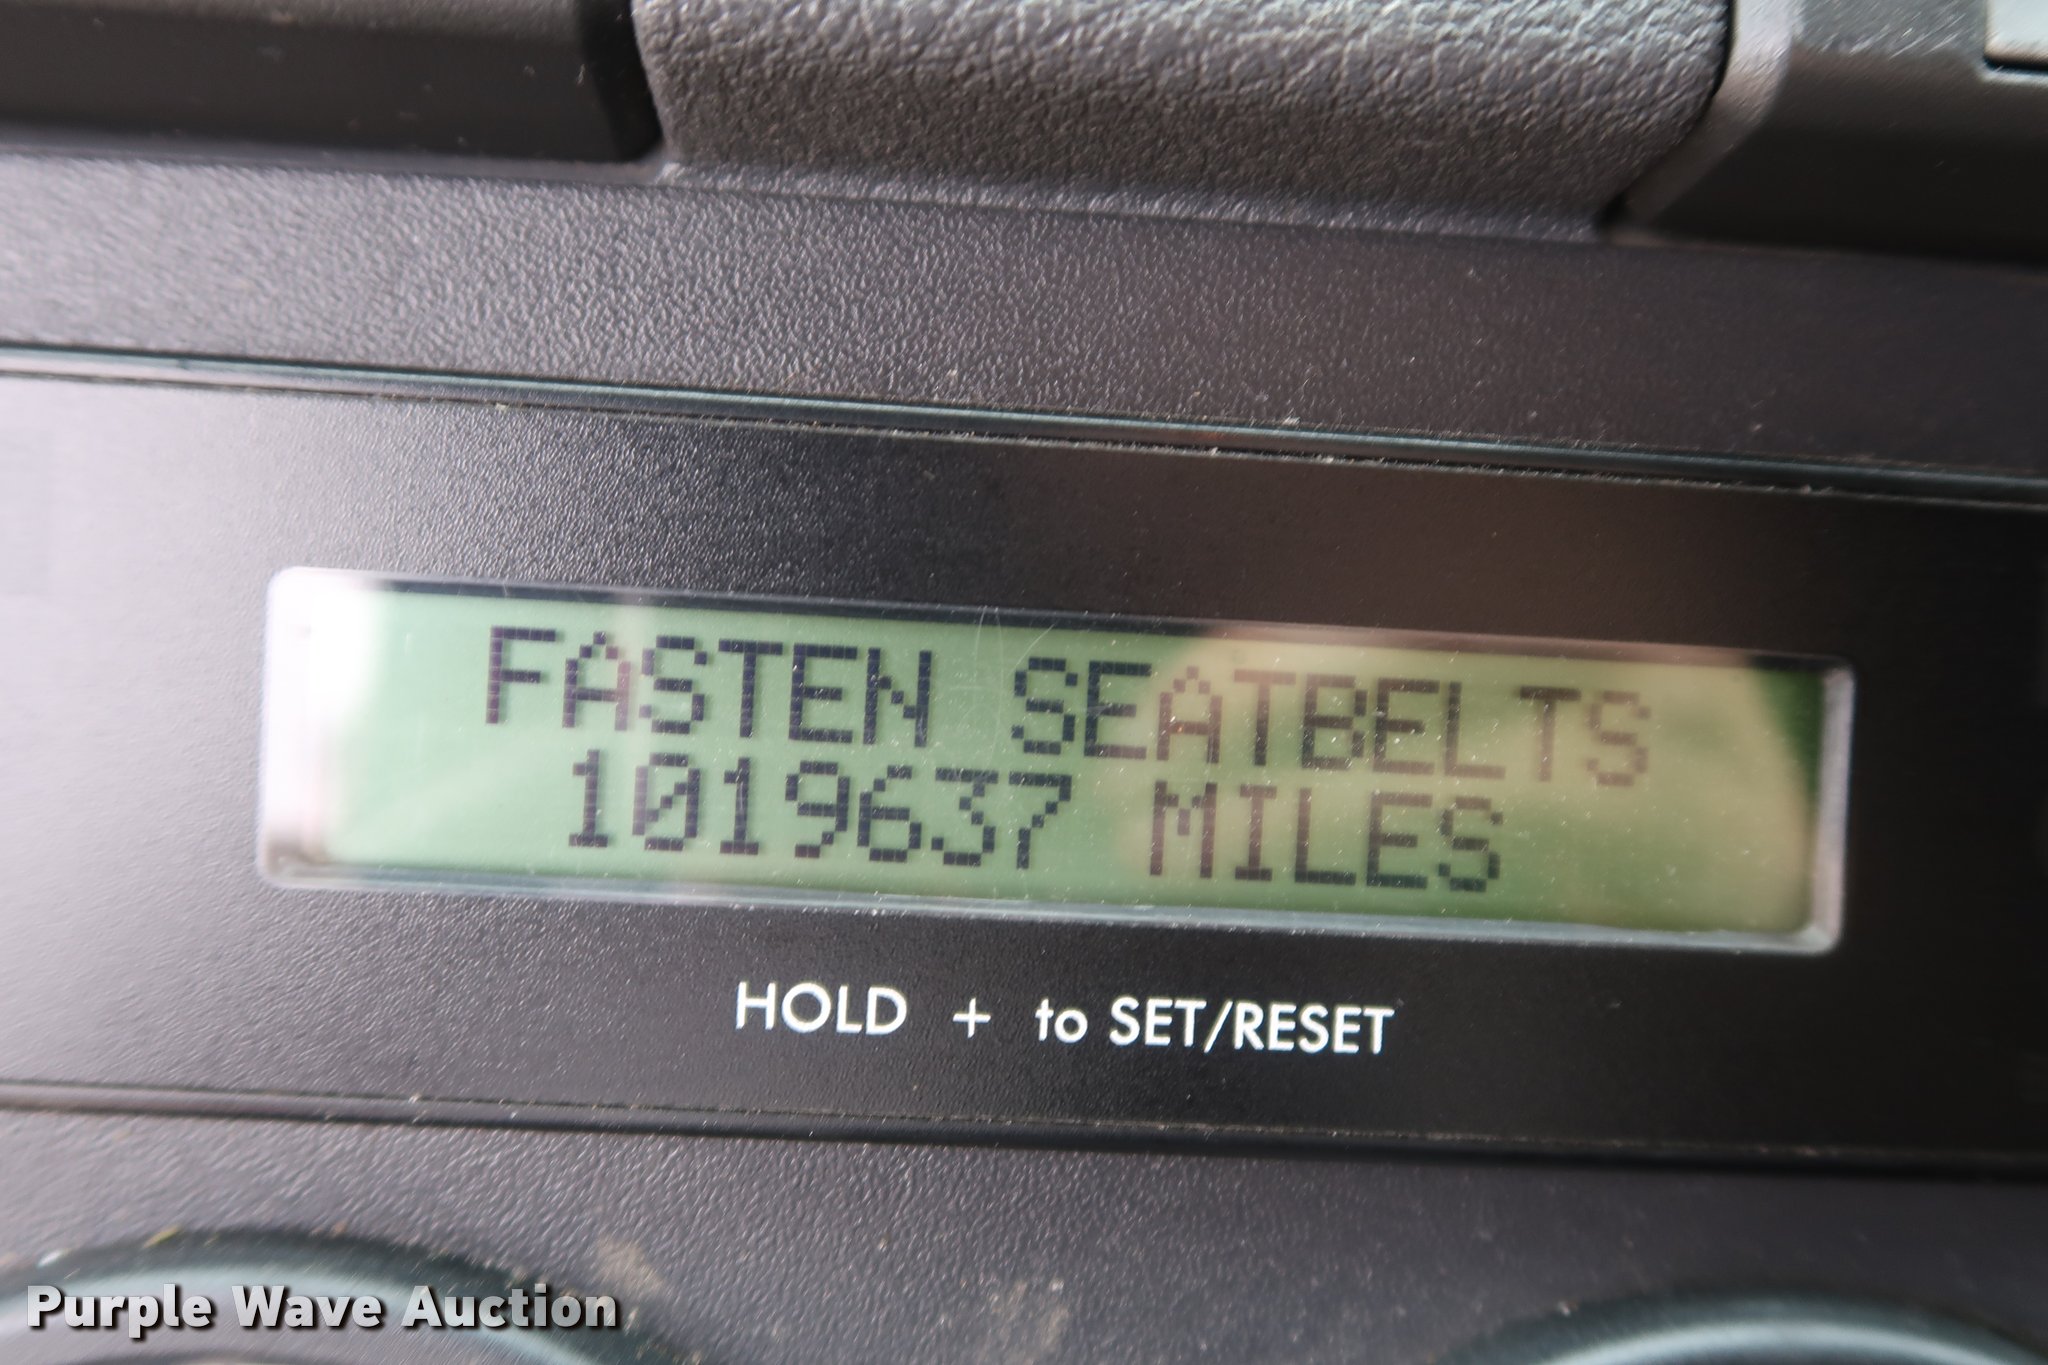 FASTEN SEATBELTS
1019637 MILES
HOLD + to SET/RESET
Purple Wave Auction